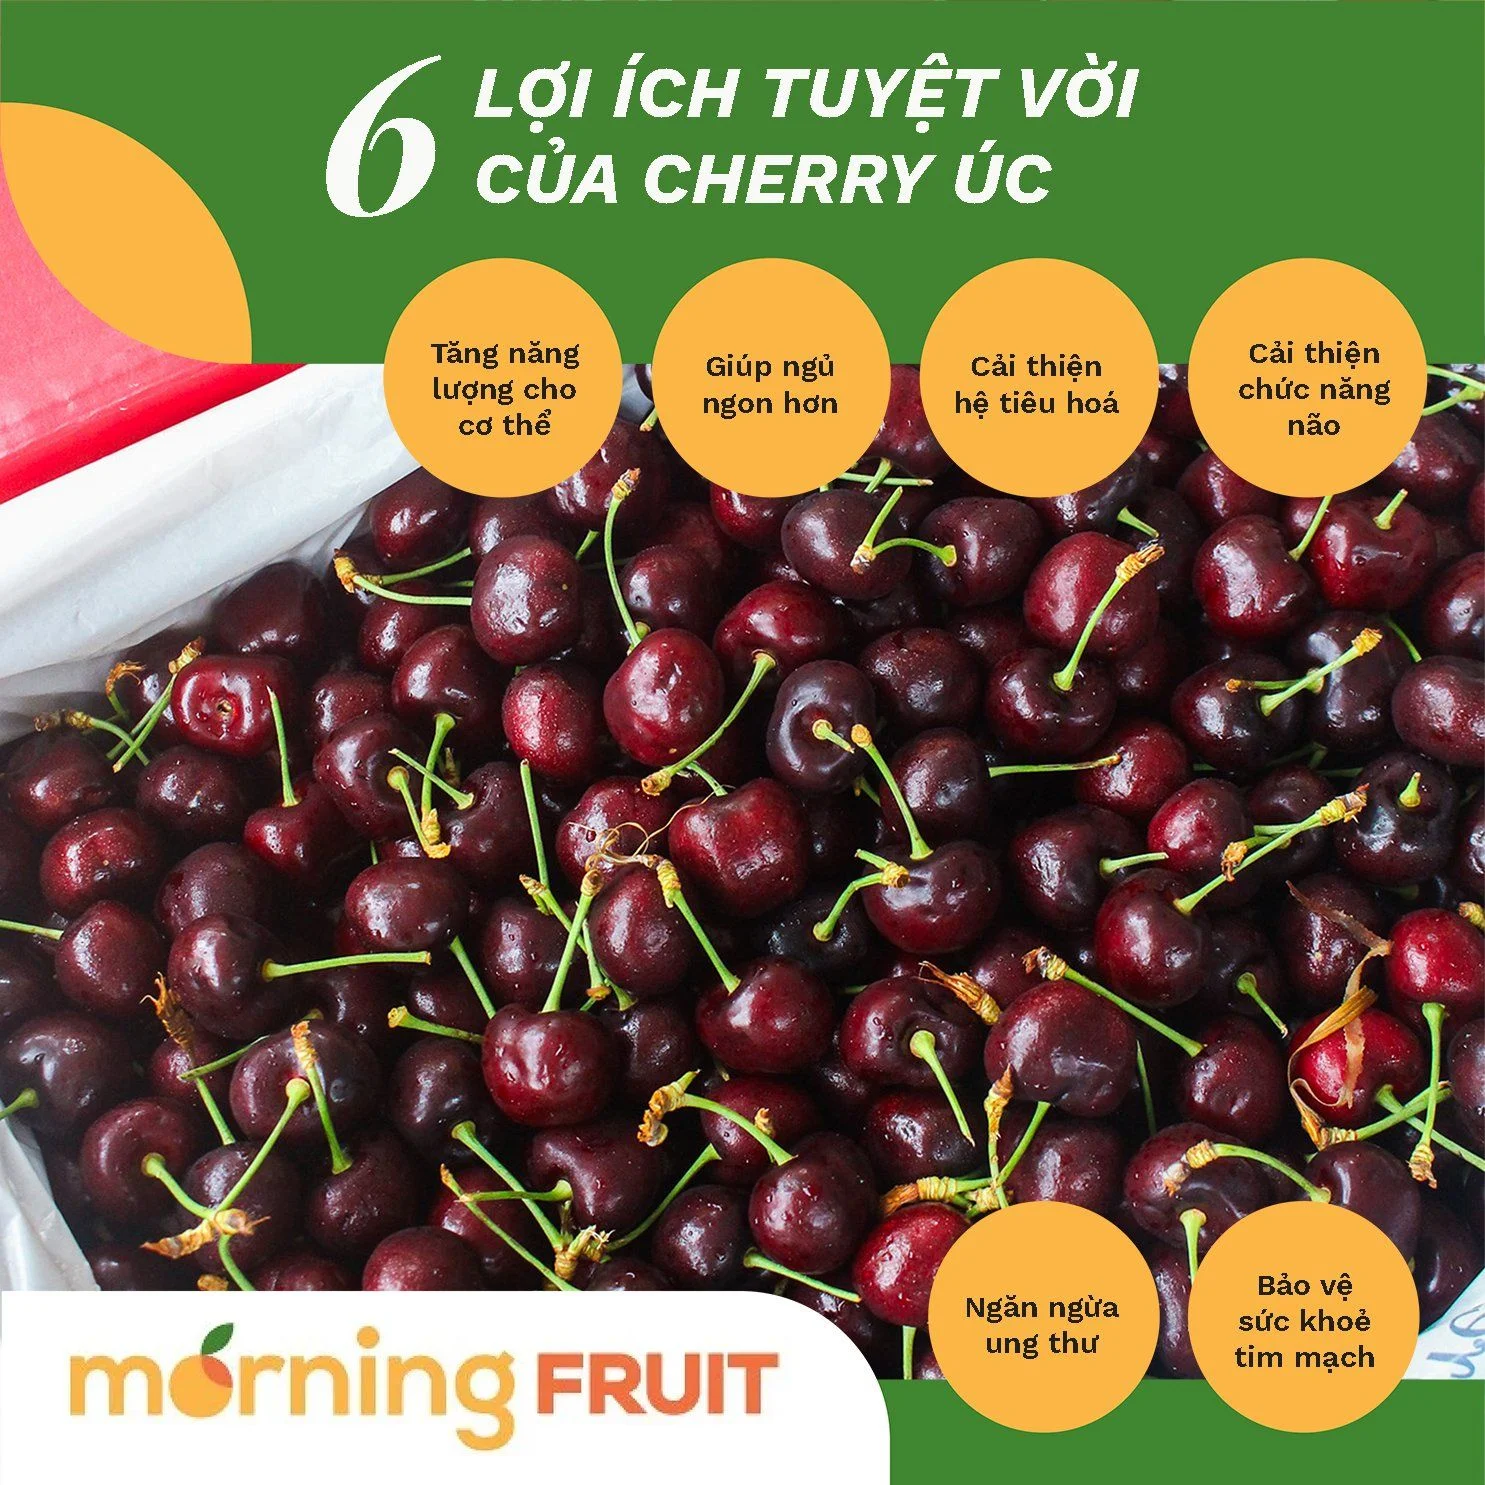 6
LỢI ÍCH TUYỆT VỜI
CỦA CHERRY ÚC
Tăng năng
lượng cho
cơ thể
Giúp ngủ
ngon hơn
Cải thiện
hệ tiêu hoá
Cải thiện
chức năng
não
Ngăn ngừa
ung thư
Bảo vệ
sức khoẻ
tim mạch
morning FRUIT